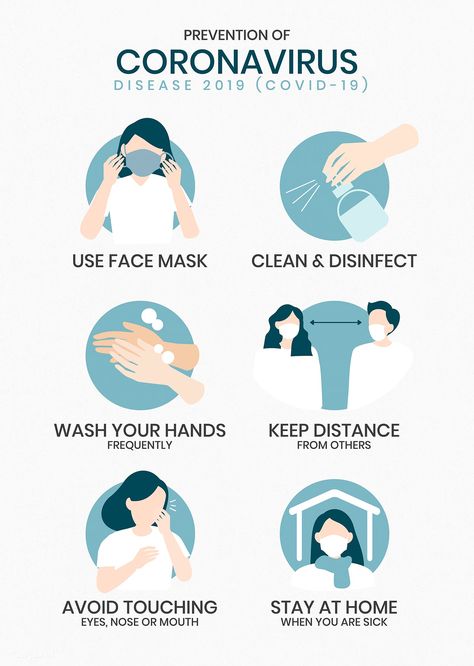 PREVENTION OF
CORONAVIRUS
DISEASE 2019 (COVID-19)
USE FACE MASK
CLEAN & DISINFECT
WASH YOUR HANDS
FREQUENTLY
KEEP DISTANCE
FROM OTHERS
AVOID TOUCHING
EYES, NOSE OR MOUTH
STAY AT HOME
WHEN YOU ARE SICK